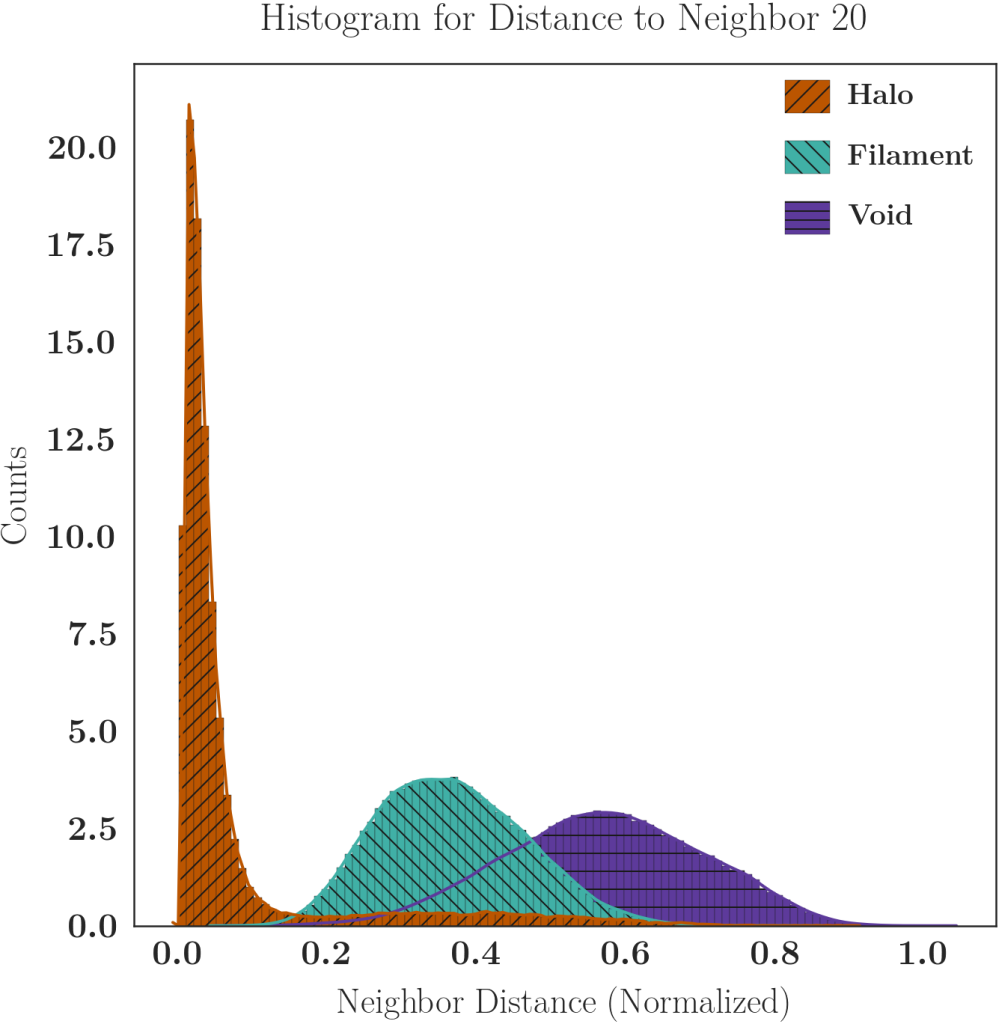 Histogram for Distance to Neighbor 20
Halo
Filament
Void
20.0
17.5
15.0
12.5
10.0
7.5
5.0
2.5
0.0
Counts
0.0 0.2 0.4 0.6 0.8 1.0
Neighbor Distance (Normalized)